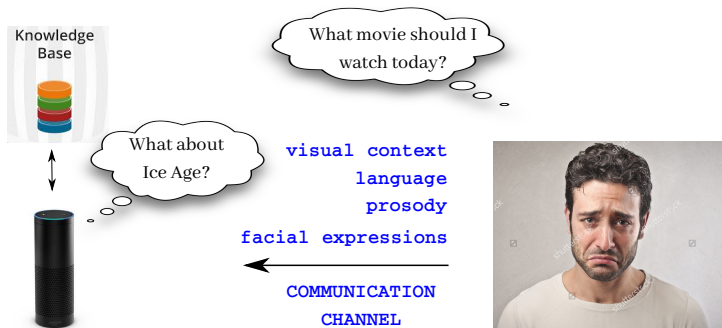 Knowledge
Base
What movie should I
watch today?
What about
Ice Age?
visual context
language
prosody
facial expressions
COMMUNICATION
CHANNEL